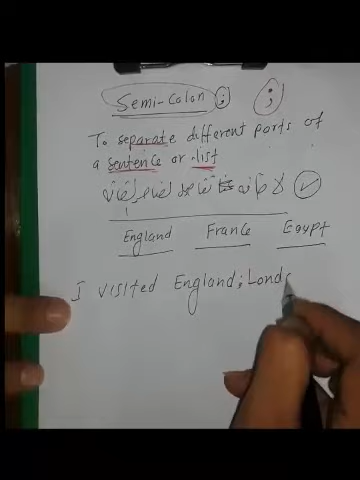 Semi-Colon ; ;
To separate different parts of
a sentence or list
England France Egypt
I visited England; Lond